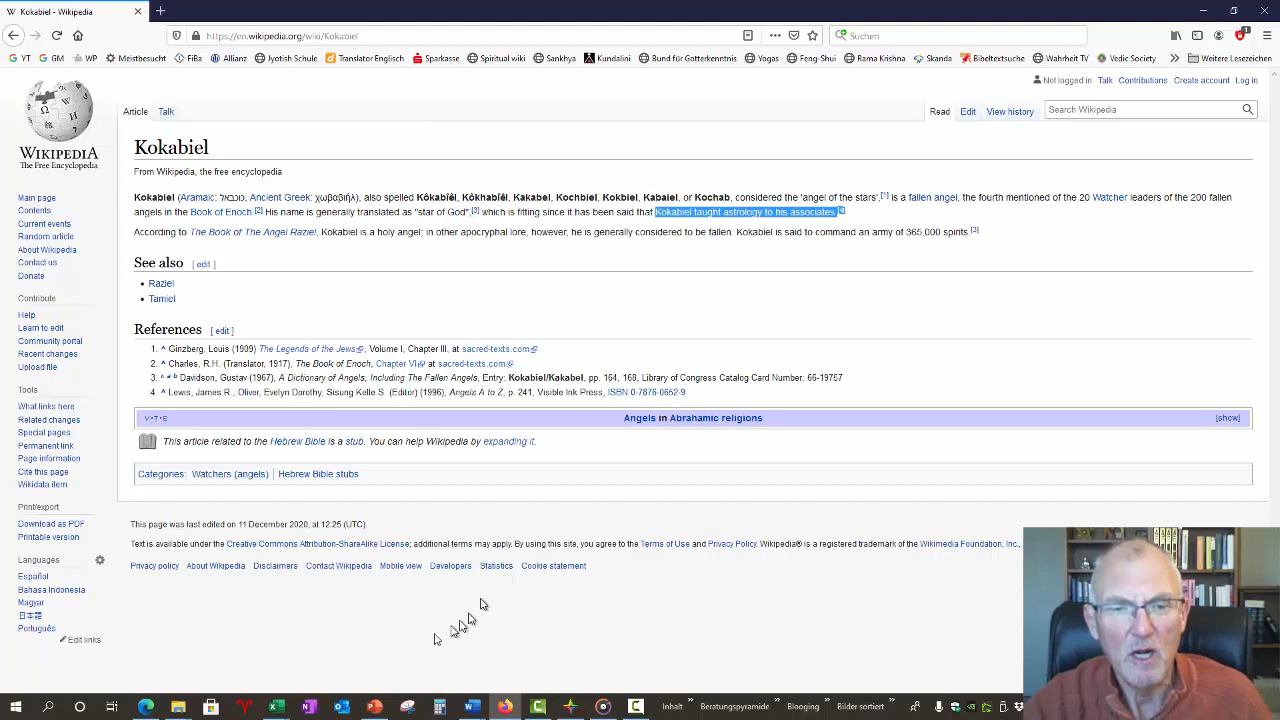 Kokabiel - Wikipedia
https://en.wikipedia.org/wiki/Kokabiel
Suchen
YT GM WP Meistbesucht FiBa Allianz Jyotish Schule Translator Englisch Sparkasse Spiritual wiki Sankhya Kundalini Bund für Gotterkenntnis Yogas Feng-Shui Rama Krishna Skanda Bibeltextsuche Wahrheit TV Vedic Society Weitere Lesezeichen
Not logged in Talk Contributions Create account Log in
Article Talk Read Edit View history Search Wikipedia
WIKIPEDIA
The Free Encyclopedia
Main page
Contents
Current events
Random article
About Wikipedia
Contact us
Donate
Contribute
Help
Learn to edit
Community portal
Recent changes
Upload file
Tools
What links here
Related changes
Special pages
Permanent link
Page information
Cite this page
Wikidata item
Print/export
Download as PDF
Printable version
Languages
Español
Bahasa Indonesia
Magyar
日本語
Português
Edit links
Kokabiel
From Wikipedia, the free encyclopedia
Kokabiel (Aramaic: כוכבאל, Ancient Greek: χωβαβιήλ), also spelled Kôkabîêl, Kôkhabîêl, Kakabel, Kochbiel, Kokbiel, Kabaiel, or Kochab, considered the 'angel of the stars',[1] is a fallen angel, the fourth mentioned of the 20 Watcher leaders of the 200 fallen
angels in the Book of Enoch.[2] His name is generally translated as "star of God",[3] which is fitting since it has been said that Kokabiel taught astrology to his associates.[4]
According to The Book of The Angel Raziel, Kokabiel is a holy angel; in other apocryphal lore, however, he is generally considered to be fallen. Kokabiel is said to command an army of 365,000 spirits.[3]
See also [ edit ]
• Raziel
• Tamiel
References [ edit ]
1. ^ Ginzberg, Louis (1909) The Legends of the Jews, Volume I, Chapter III, at sacred-texts.com
2. ^ Charles, R.H. (Translator, 1917), The Book of Enoch, Chapter VI at sacred-texts.com
3. ^ a b Davidson, Gustav (1967), A Dictionary of Angels, Including The Fallen Angels, Entry: Kokabiel/Kakabel, pp. 164, 168, Library of Congress Catalog Card Number: 66-19757
4. ^ Lewis, James R., Oliver, Evelyn Dorothy, Sisung Kelle S. (Editor) (1996), Angels A to Z, p. 241, Visible Ink Press, ISBN 0-7876-0652-9
V•T•E Angels in Abrahamic religions [show]
This article related to the Hebrew Bible is a stub. You can help Wikipedia by expanding it.
Categories: Watchers (angels) | Hebrew Bible stubs
This page was last edited on 11 December 2020, at 12:25 (UTC).
Text is available under the Creative Commons Attribution-ShareAlike License; additional terms may apply. By using this site, you agree to the Terms of Use and Privacy Policy. Wikipedia® is a registered trademark of the Wikimedia Foundation, Inc.,
Privacy policy About Wikipedia Disclaimers Contact Wikipedia Mobile view Developers Statistics Cookie statement
Inhalt Beratungspyramide Blooging Bilder sortiert